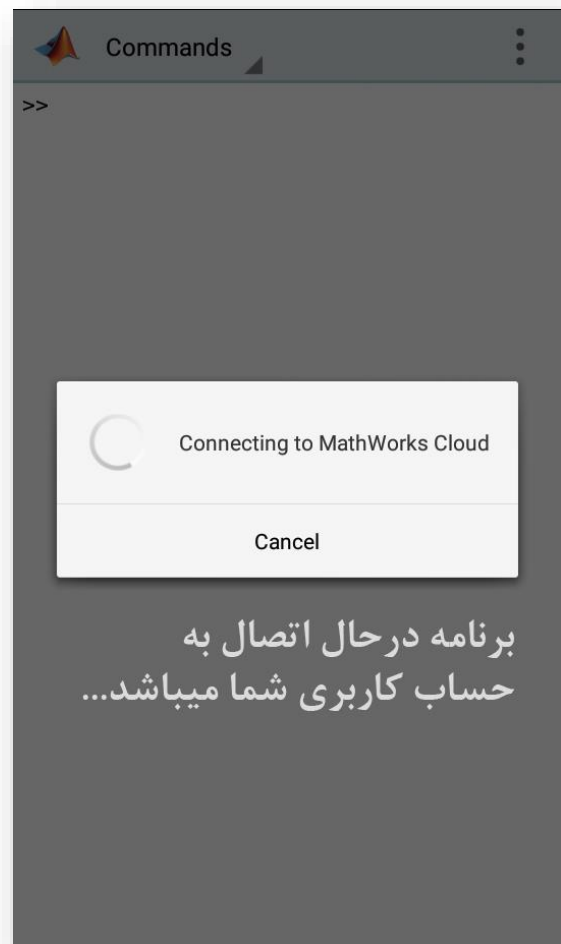 Commands
>>
Connecting to MathWorks Cloud
Cancel
برنامه درحال اتصال به
حساب کاربری شما میباشد...